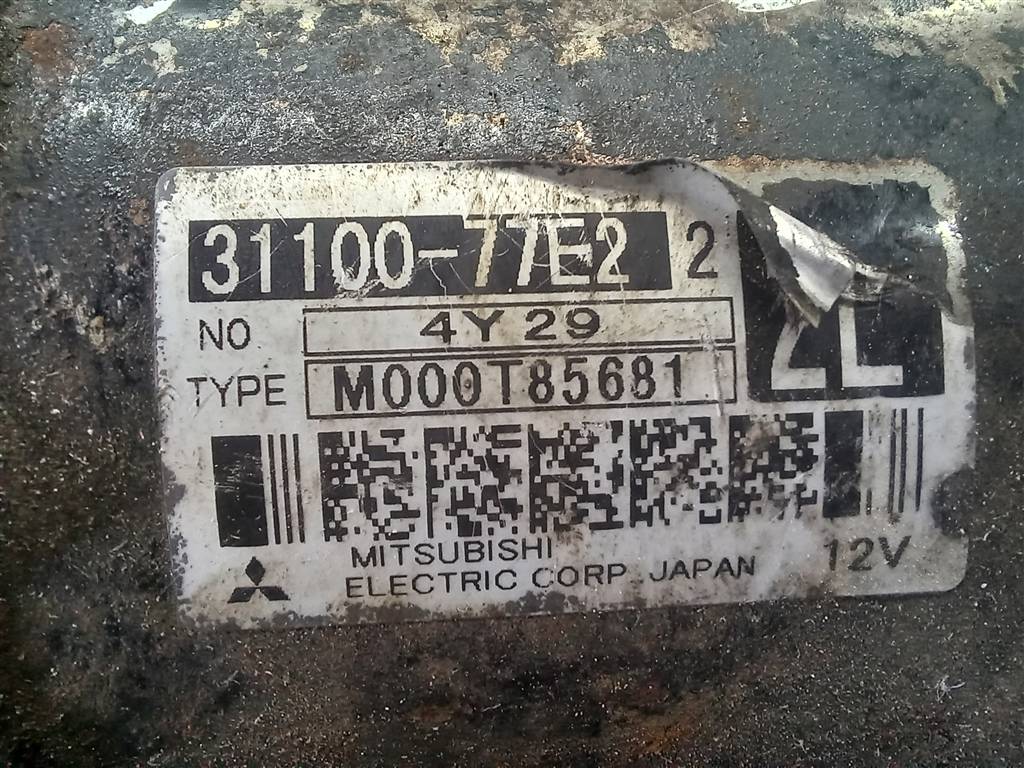 31100-77E2 2
NO 4Y29
TYPE M000T85681
MITSUBISHI
ELECTRIC CORP. JAPAN 12V